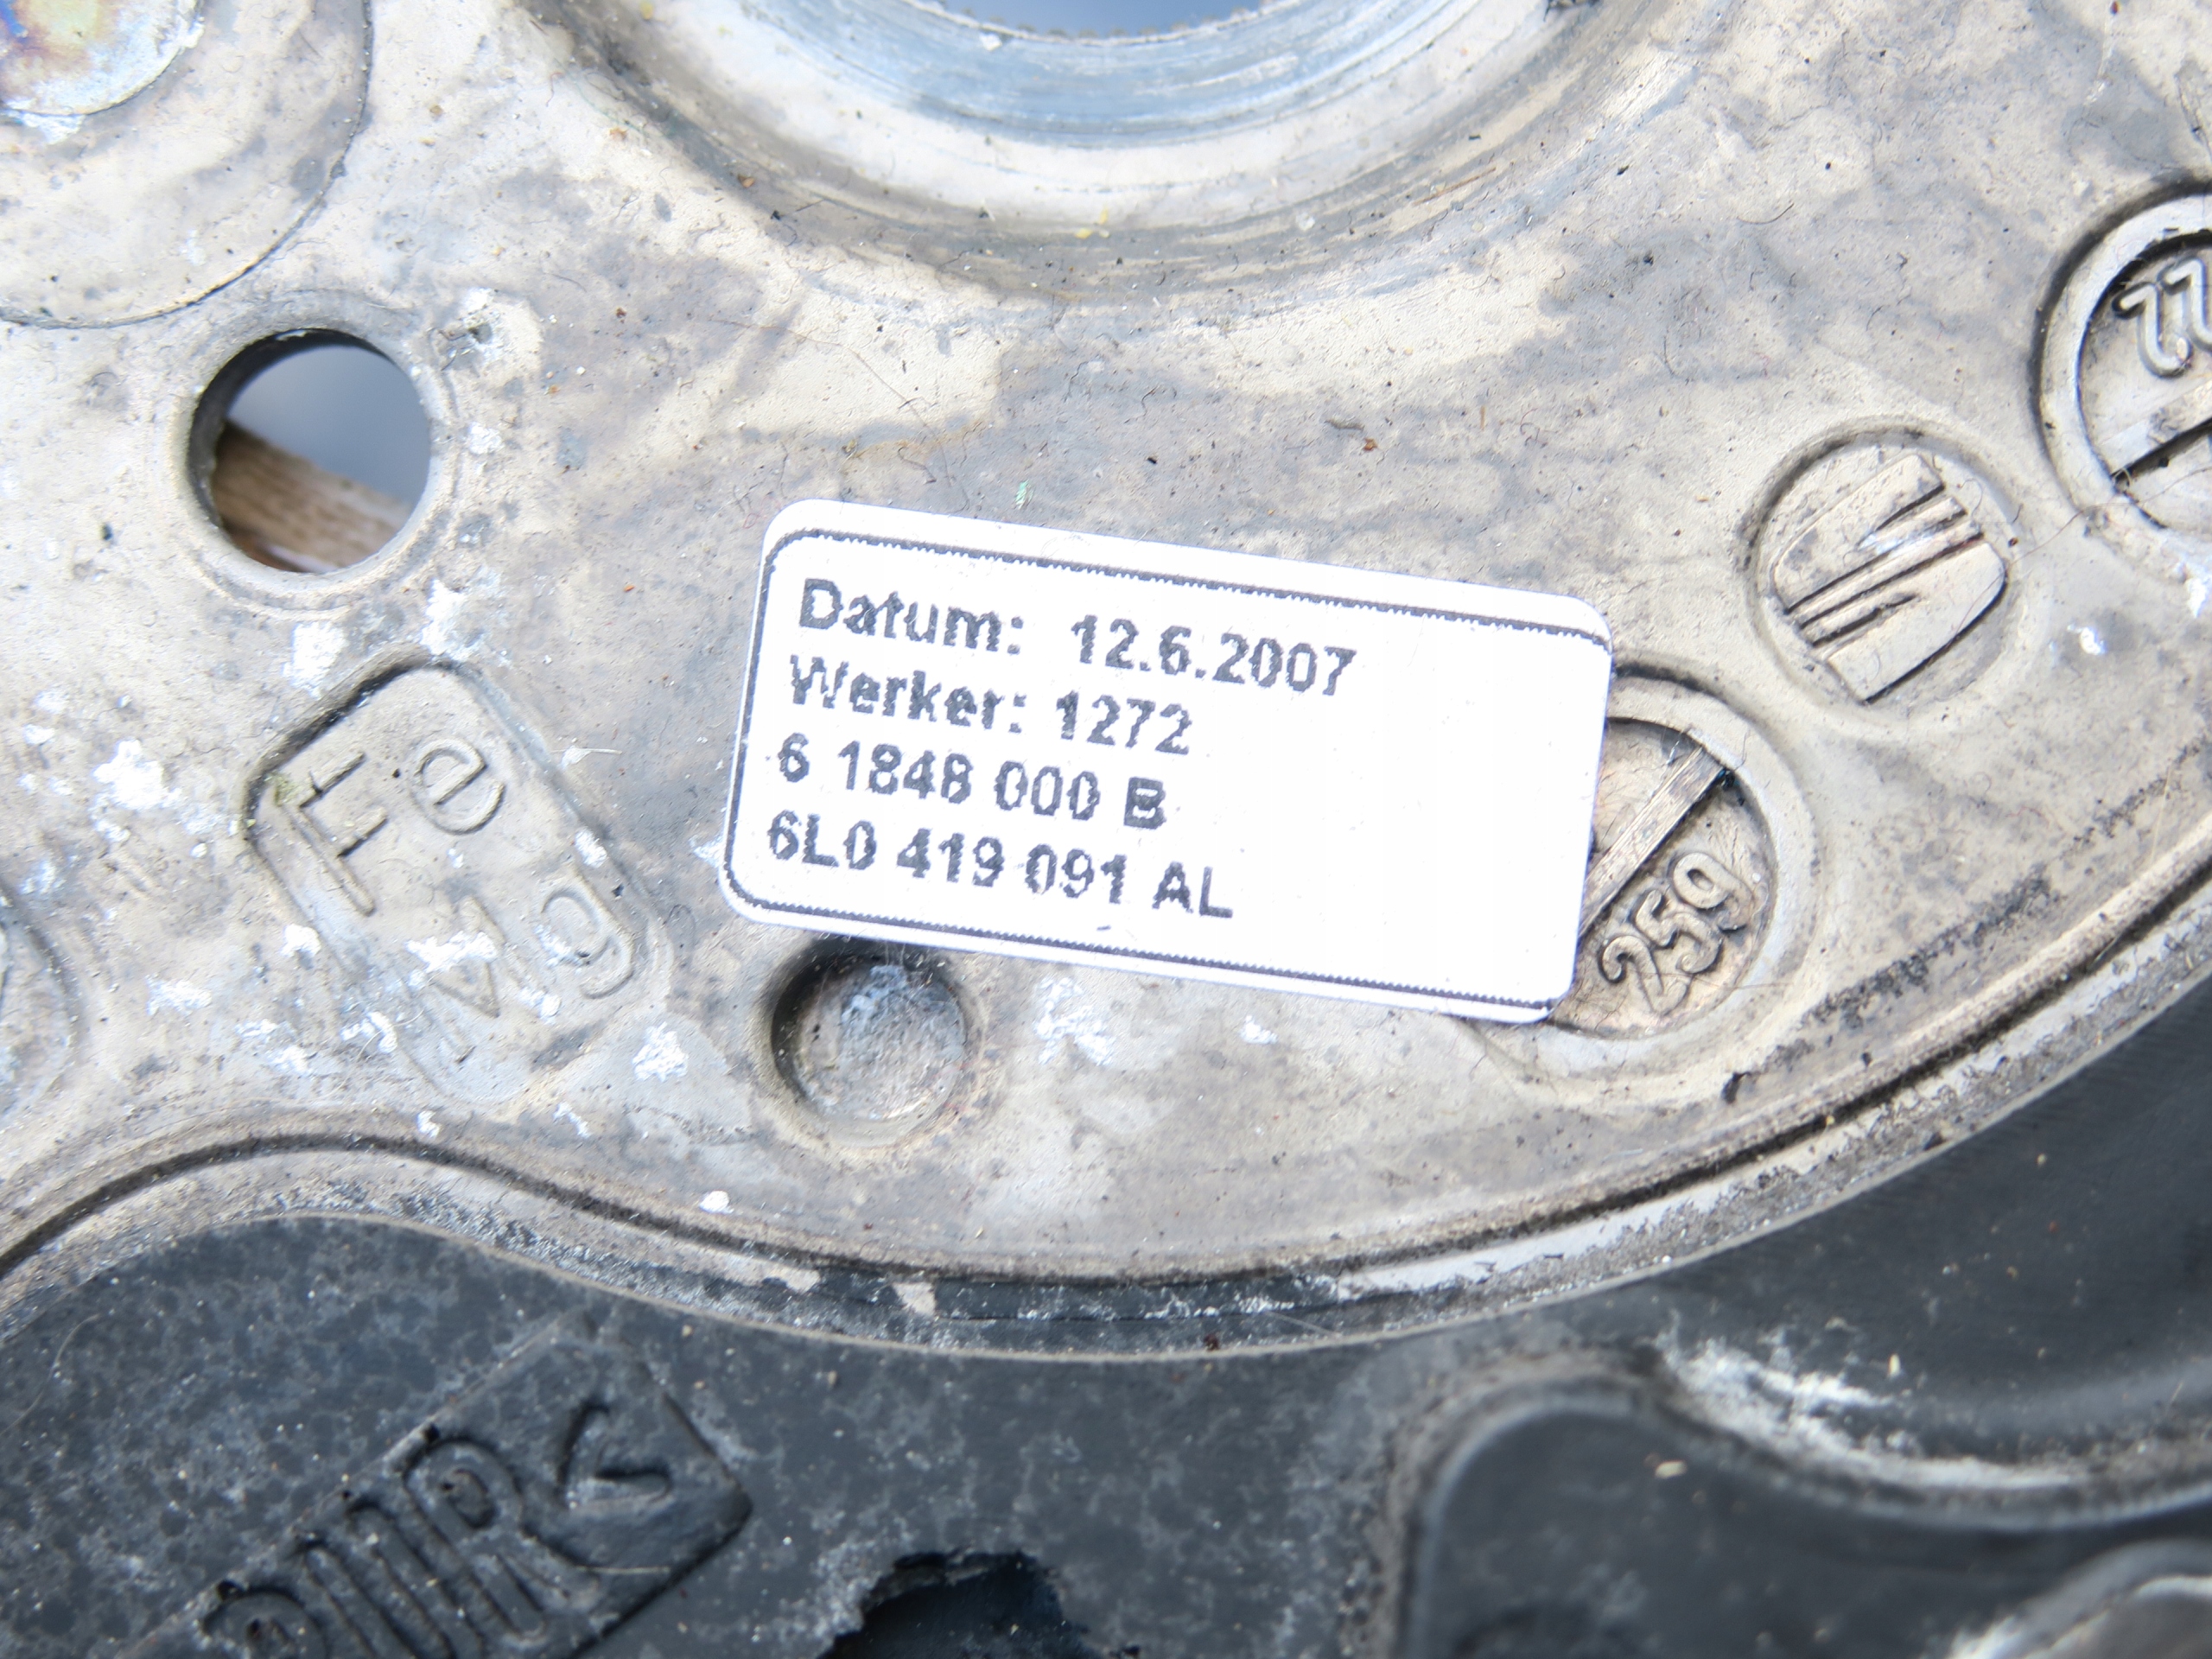 Datum: 12.6.2007
Werker: 1272
6 1848 000 B
6L0 419 091 AL
259